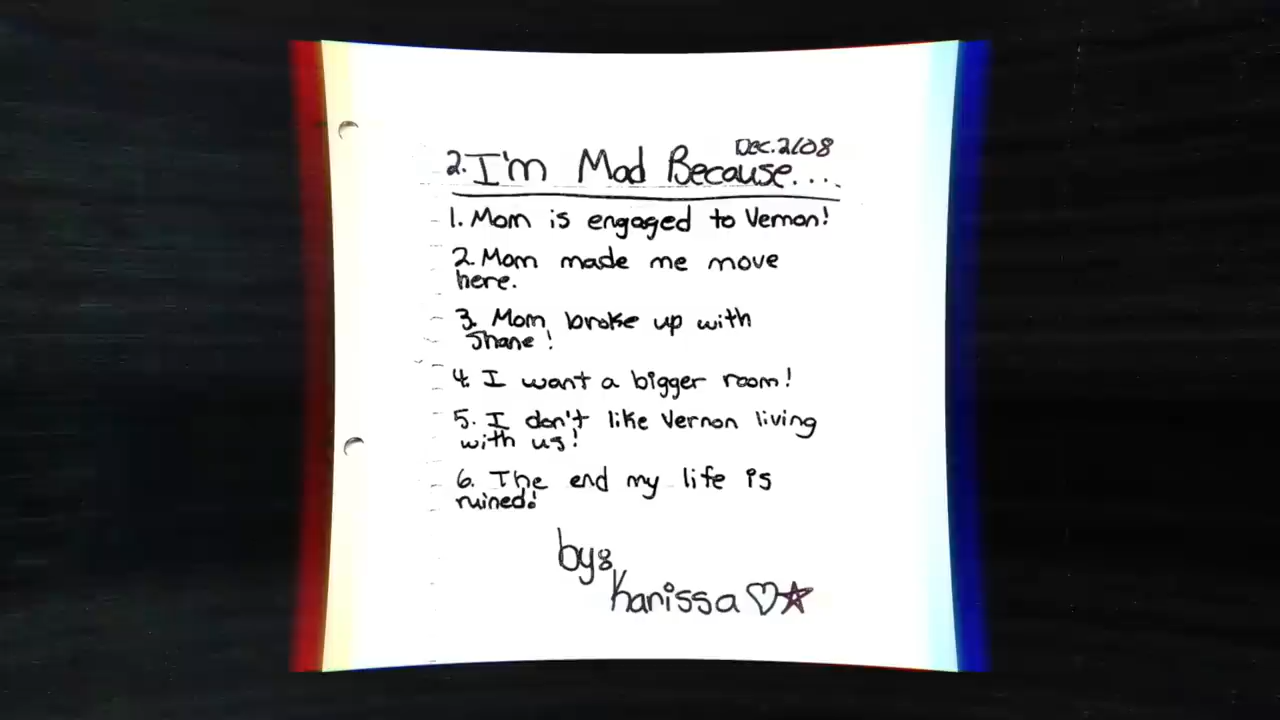 Dec. 2/08
2. I'm Mad Because...
1. Mom is engaged to Vernon!
2. Mom made me move
here.
3. Mom broke up with
Shane!
4. I want a bigger room!
5. I don't like Vernon living
with us!
6. The end my life is
ruined!
by:
Karissa